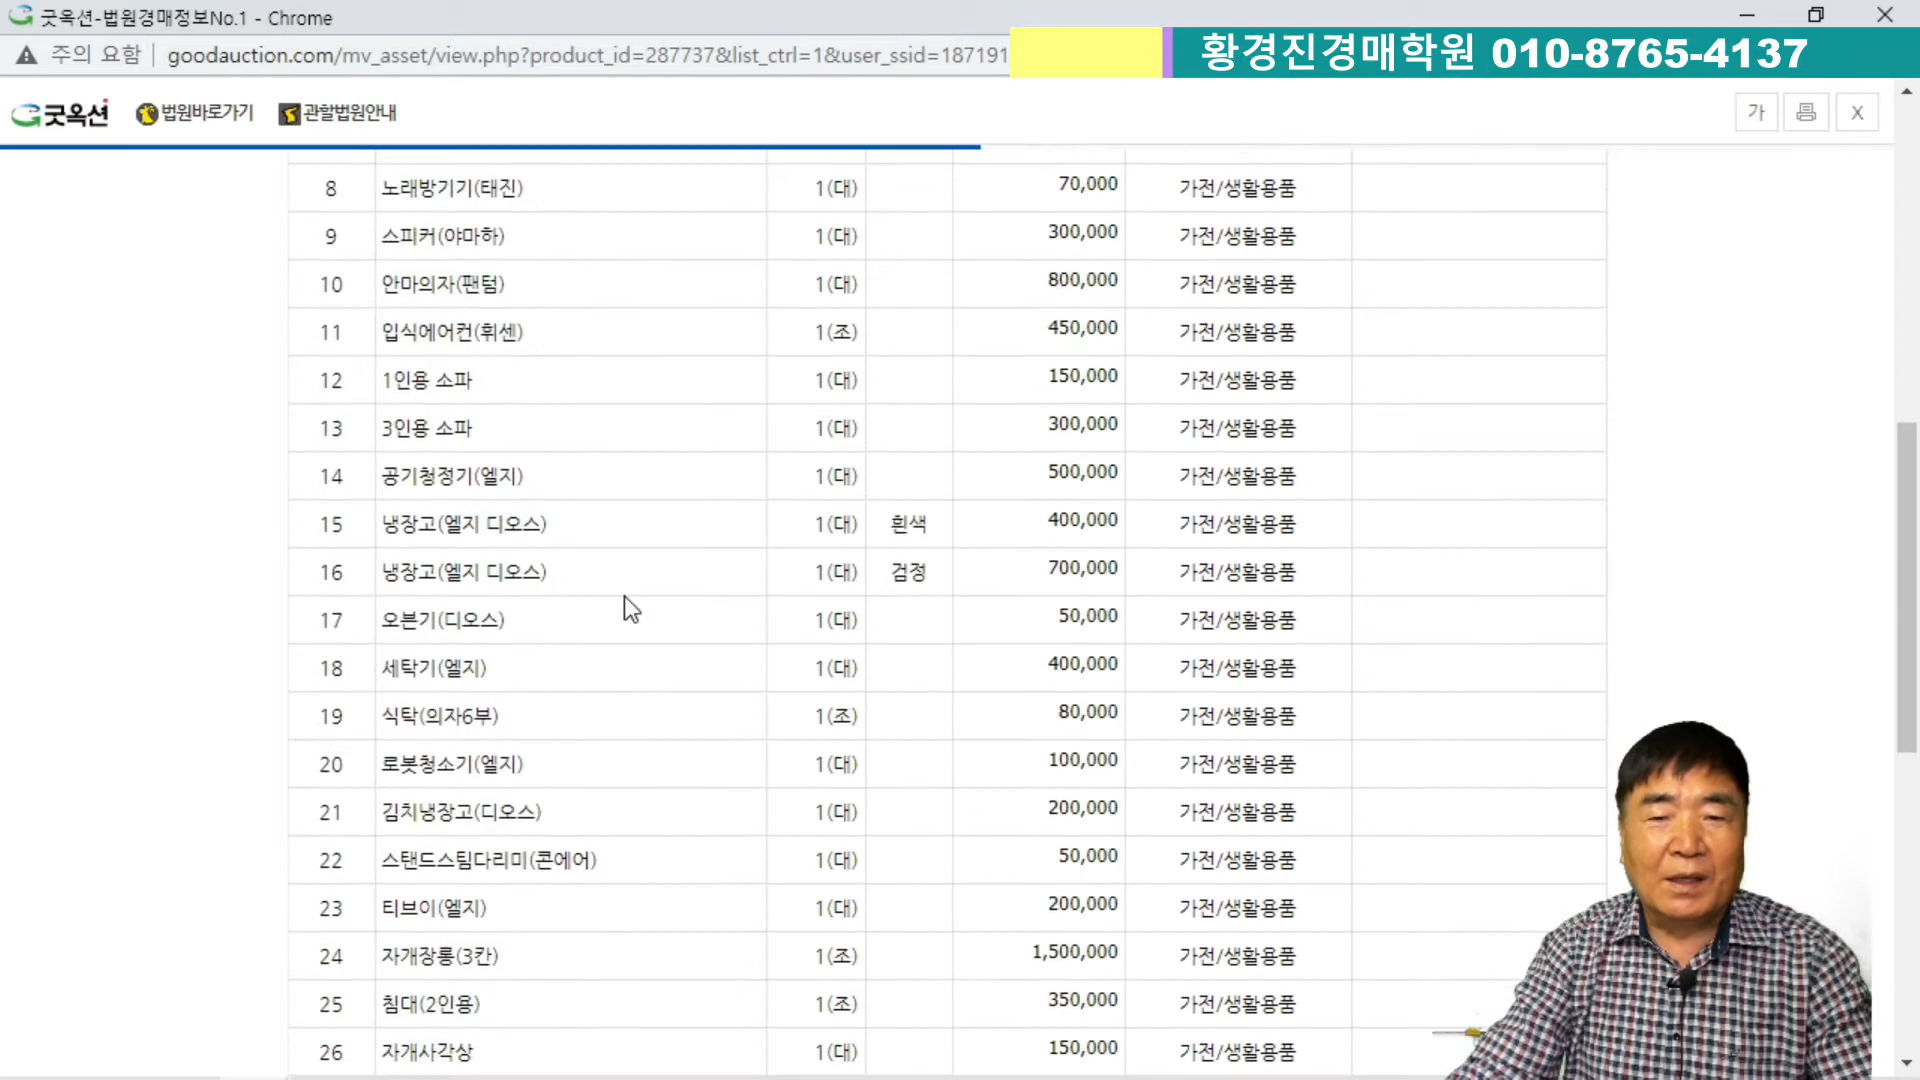 굿옥션-법원경매정보No.1 - Chrome
주의 요함 goodauction.com/mv_asset/view.php?product_id=287737&list_ctrl=1&user_ssid=187191
황경진경매학원 010-8765-4137
굿옥션 법원바로가기 관할법원안내 가 X
8 노래방기기(태진) 1(대) 70,000 가전/생활용품
9 스피커(야마하) 1(대) 300,000 가전/생활용품
10 안마의자(팬텀) 1(대) 800,000 가전/생활용품
11 입식에어컨(휘센) 1(조) 450,000 가전/생활용품
12 1인용 소파 1(대) 150,000 가전/생활용품
13 3인용 소파 1(대) 300,000 가전/생활용품
14 공기청정기(엘지) 1(대) 500,000 가전/생활용품
15 냉장고(엘지 디오스) 1(대) 흰색 400,000 가전/생활용품
16 냉장고(엘지 디오스) 1(대) 검정 700,000 가전/생활용품
17 오븐기(디오스) 1(대) 50,000 가전/생활용품
18 세탁기(엘지) 1(대) 400,000 가전/생활용품
19 식탁(의자6부) 1(조) 80,000 가전/생활용품
20 로봇청소기(엘지) 1(대) 100,000 가전/생활용품
21 김치냉장고(디오스) 1(대) 200,000 가전/생활용품
22 스탠드스팀다리미(콘에어) 1(대) 50,000 가전/생활용품
23 티브이(엘지) 1(대) 200,000 가전/생활용품
24 자개장롱(3칸) 1(조) 1,500,000 가전/생활용품
25 침대(2인용) 1(조) 350,000 가전/생활용품
26 자개사각상 1(대) 150,000 가전/생활용품